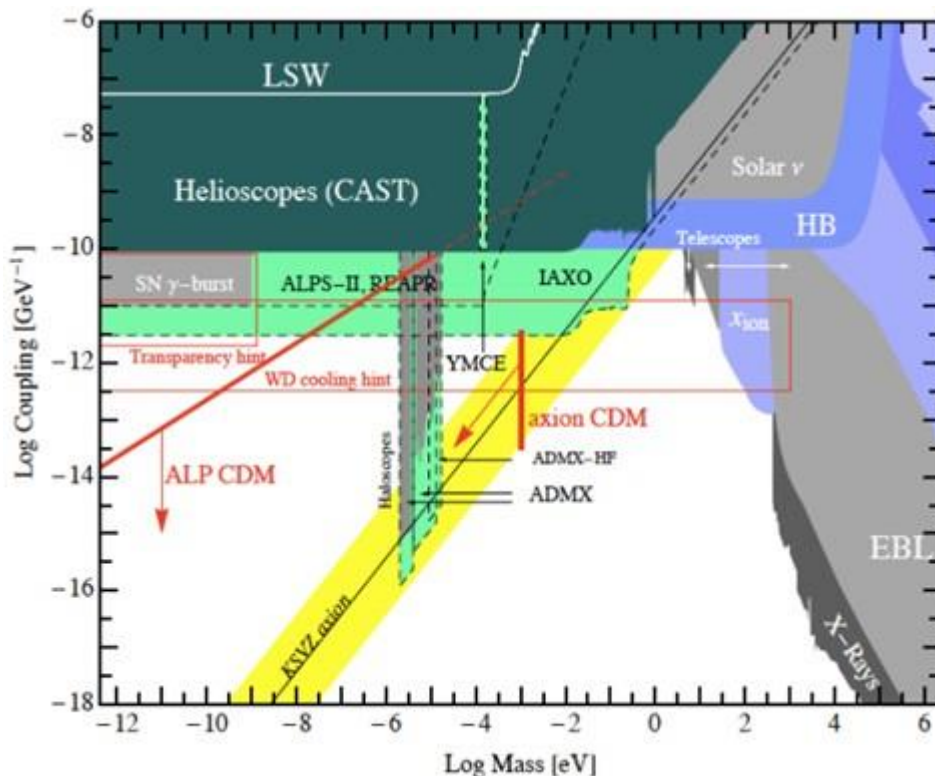 −6
−8
−10
−12
−14
−16
−18
Log Coupling [GeV⁻¹]
LSW
Helioscopes (CAST)
Solar ν
HB
Telescopes
SN γ−burst
ALPS−II, REAPR
IAXO
x_ion
Transparency hint
YMCE
WD cooling hint
axion CDM
ALP CDM
Haloscopes
ADMX−HF
ADMX
EBL
KSVZ axion
X−Rays
−12 −10 −8 −6 −4 −2 0 2 4 6
Log Mass [eV]